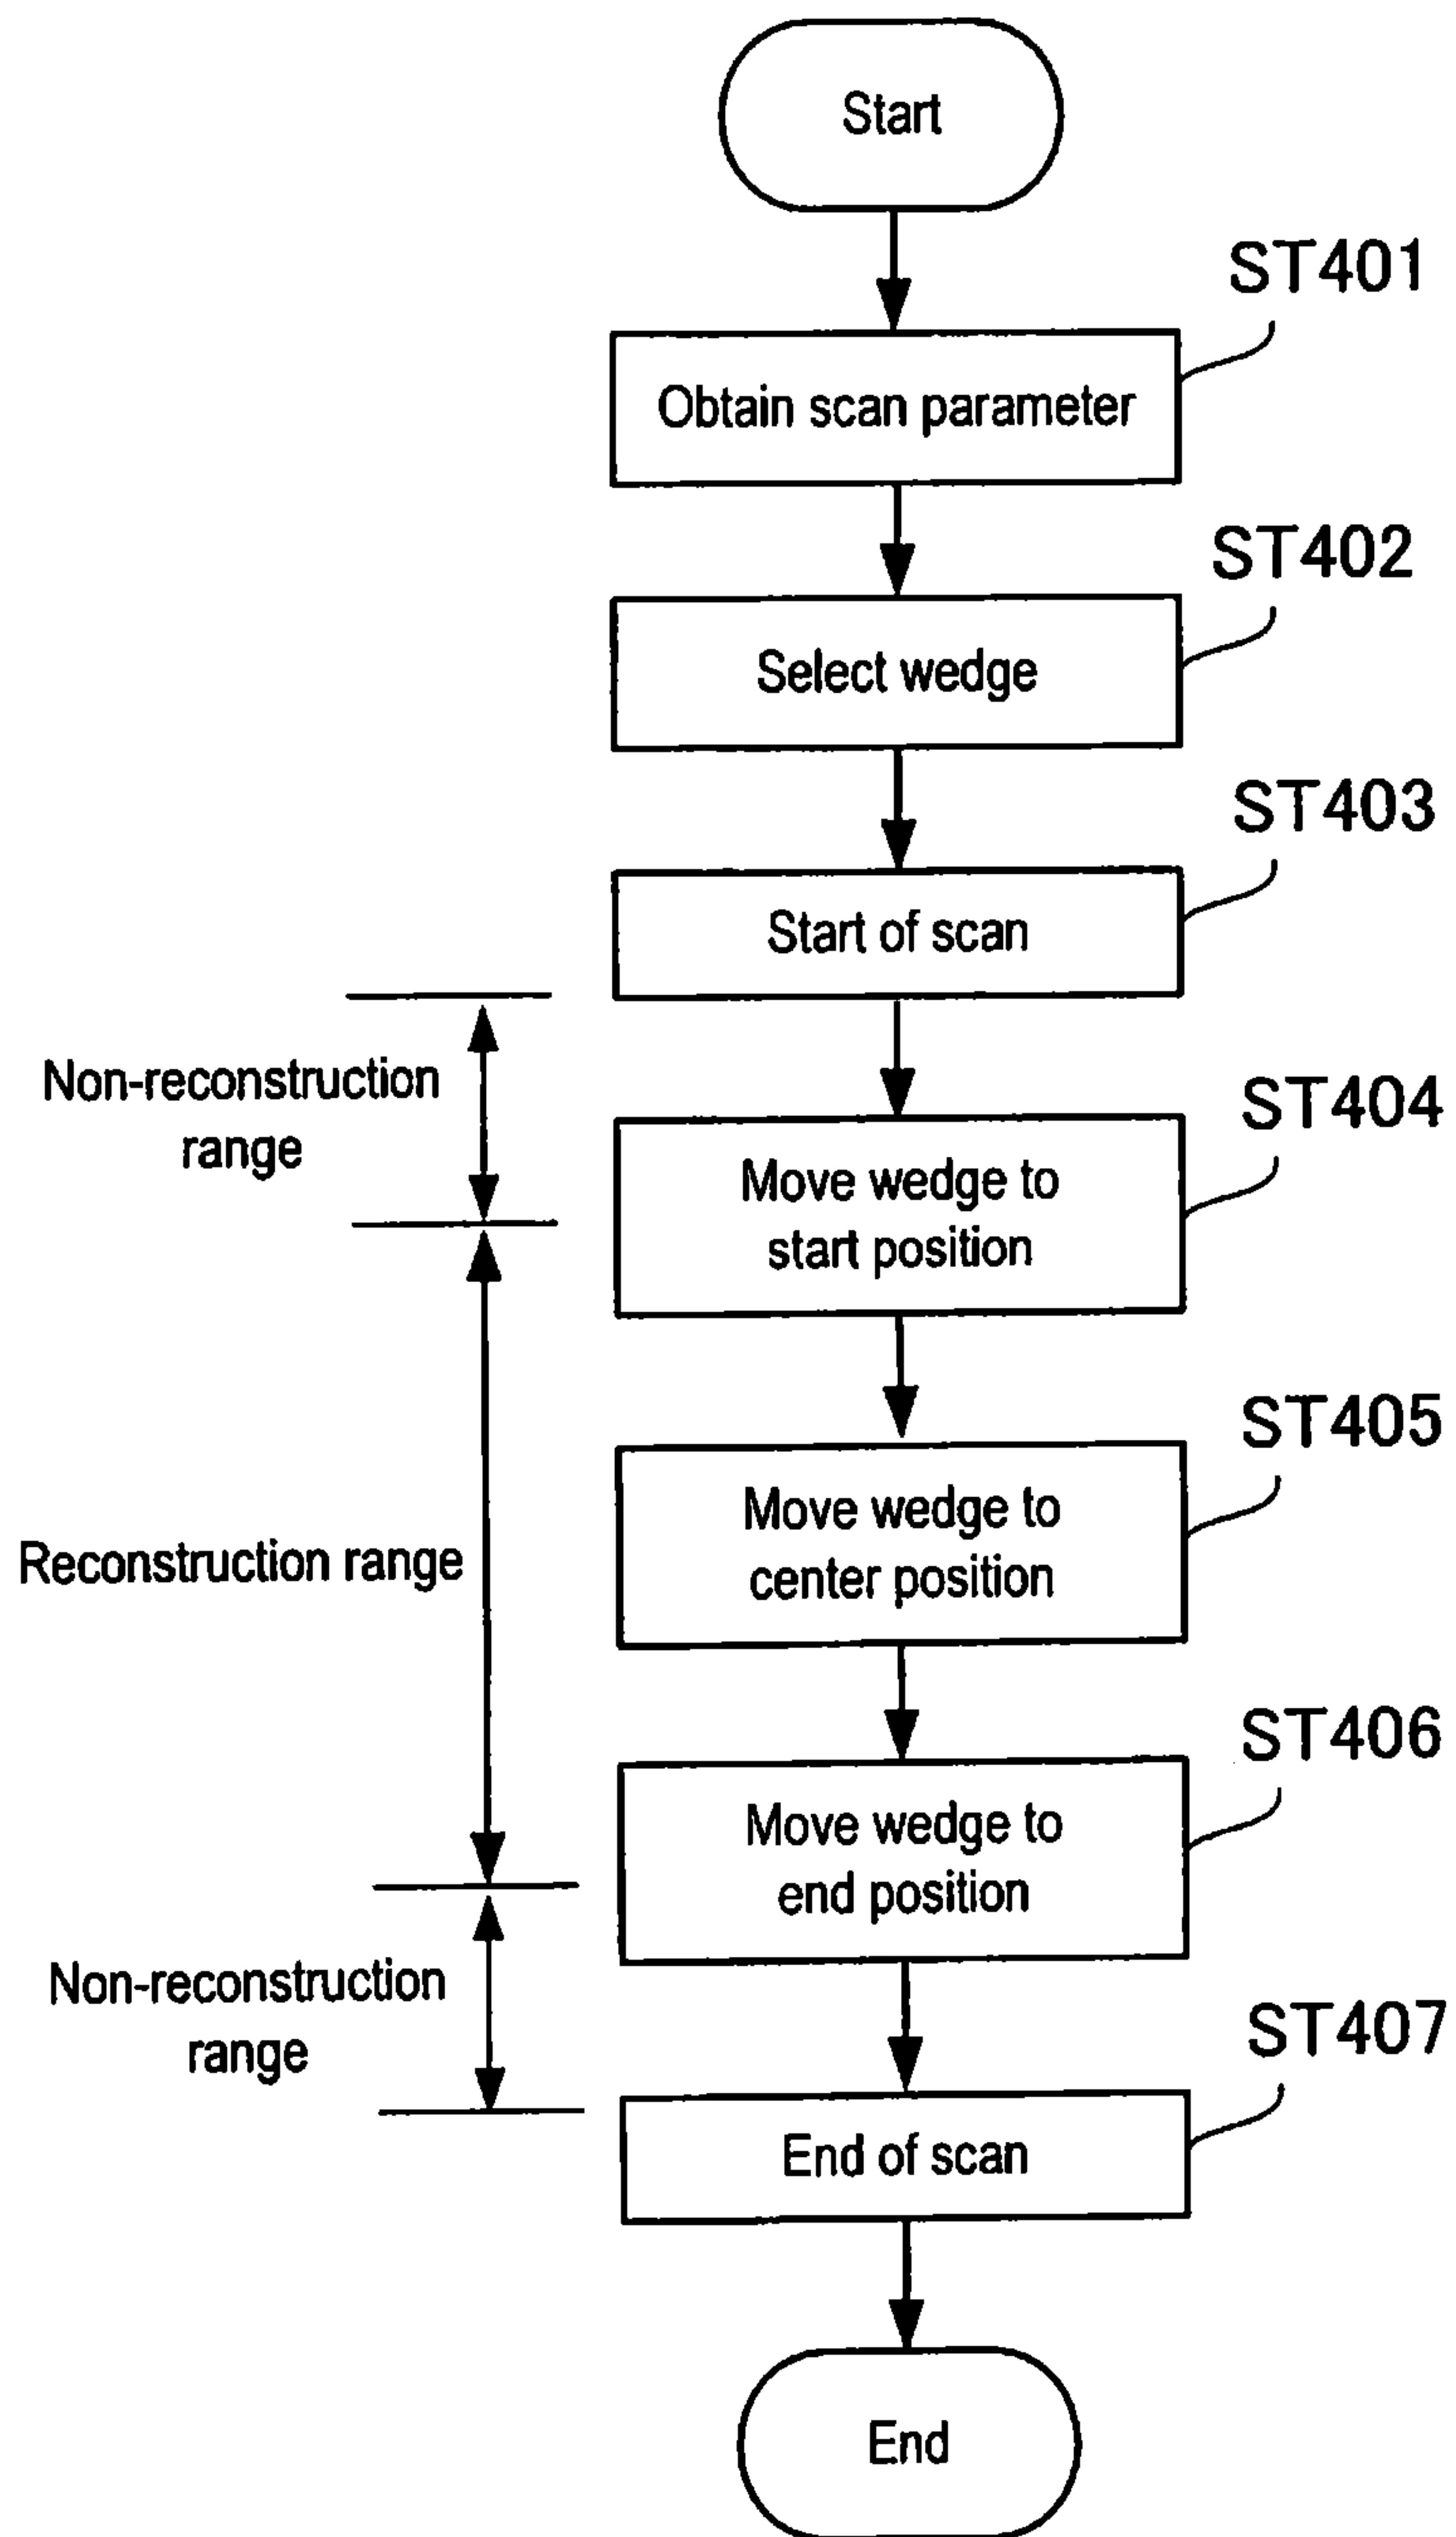 Start
ST401
Obtain scan parameter
ST402
Select wedge
ST403
Start of scan
Non-reconstruction
range
ST404
Move wedge to
start position
ST405
Move wedge to
center position
Reconstruction range
ST406
Move wedge to
end position
Non-reconstruction
range
ST407
End of scan
End